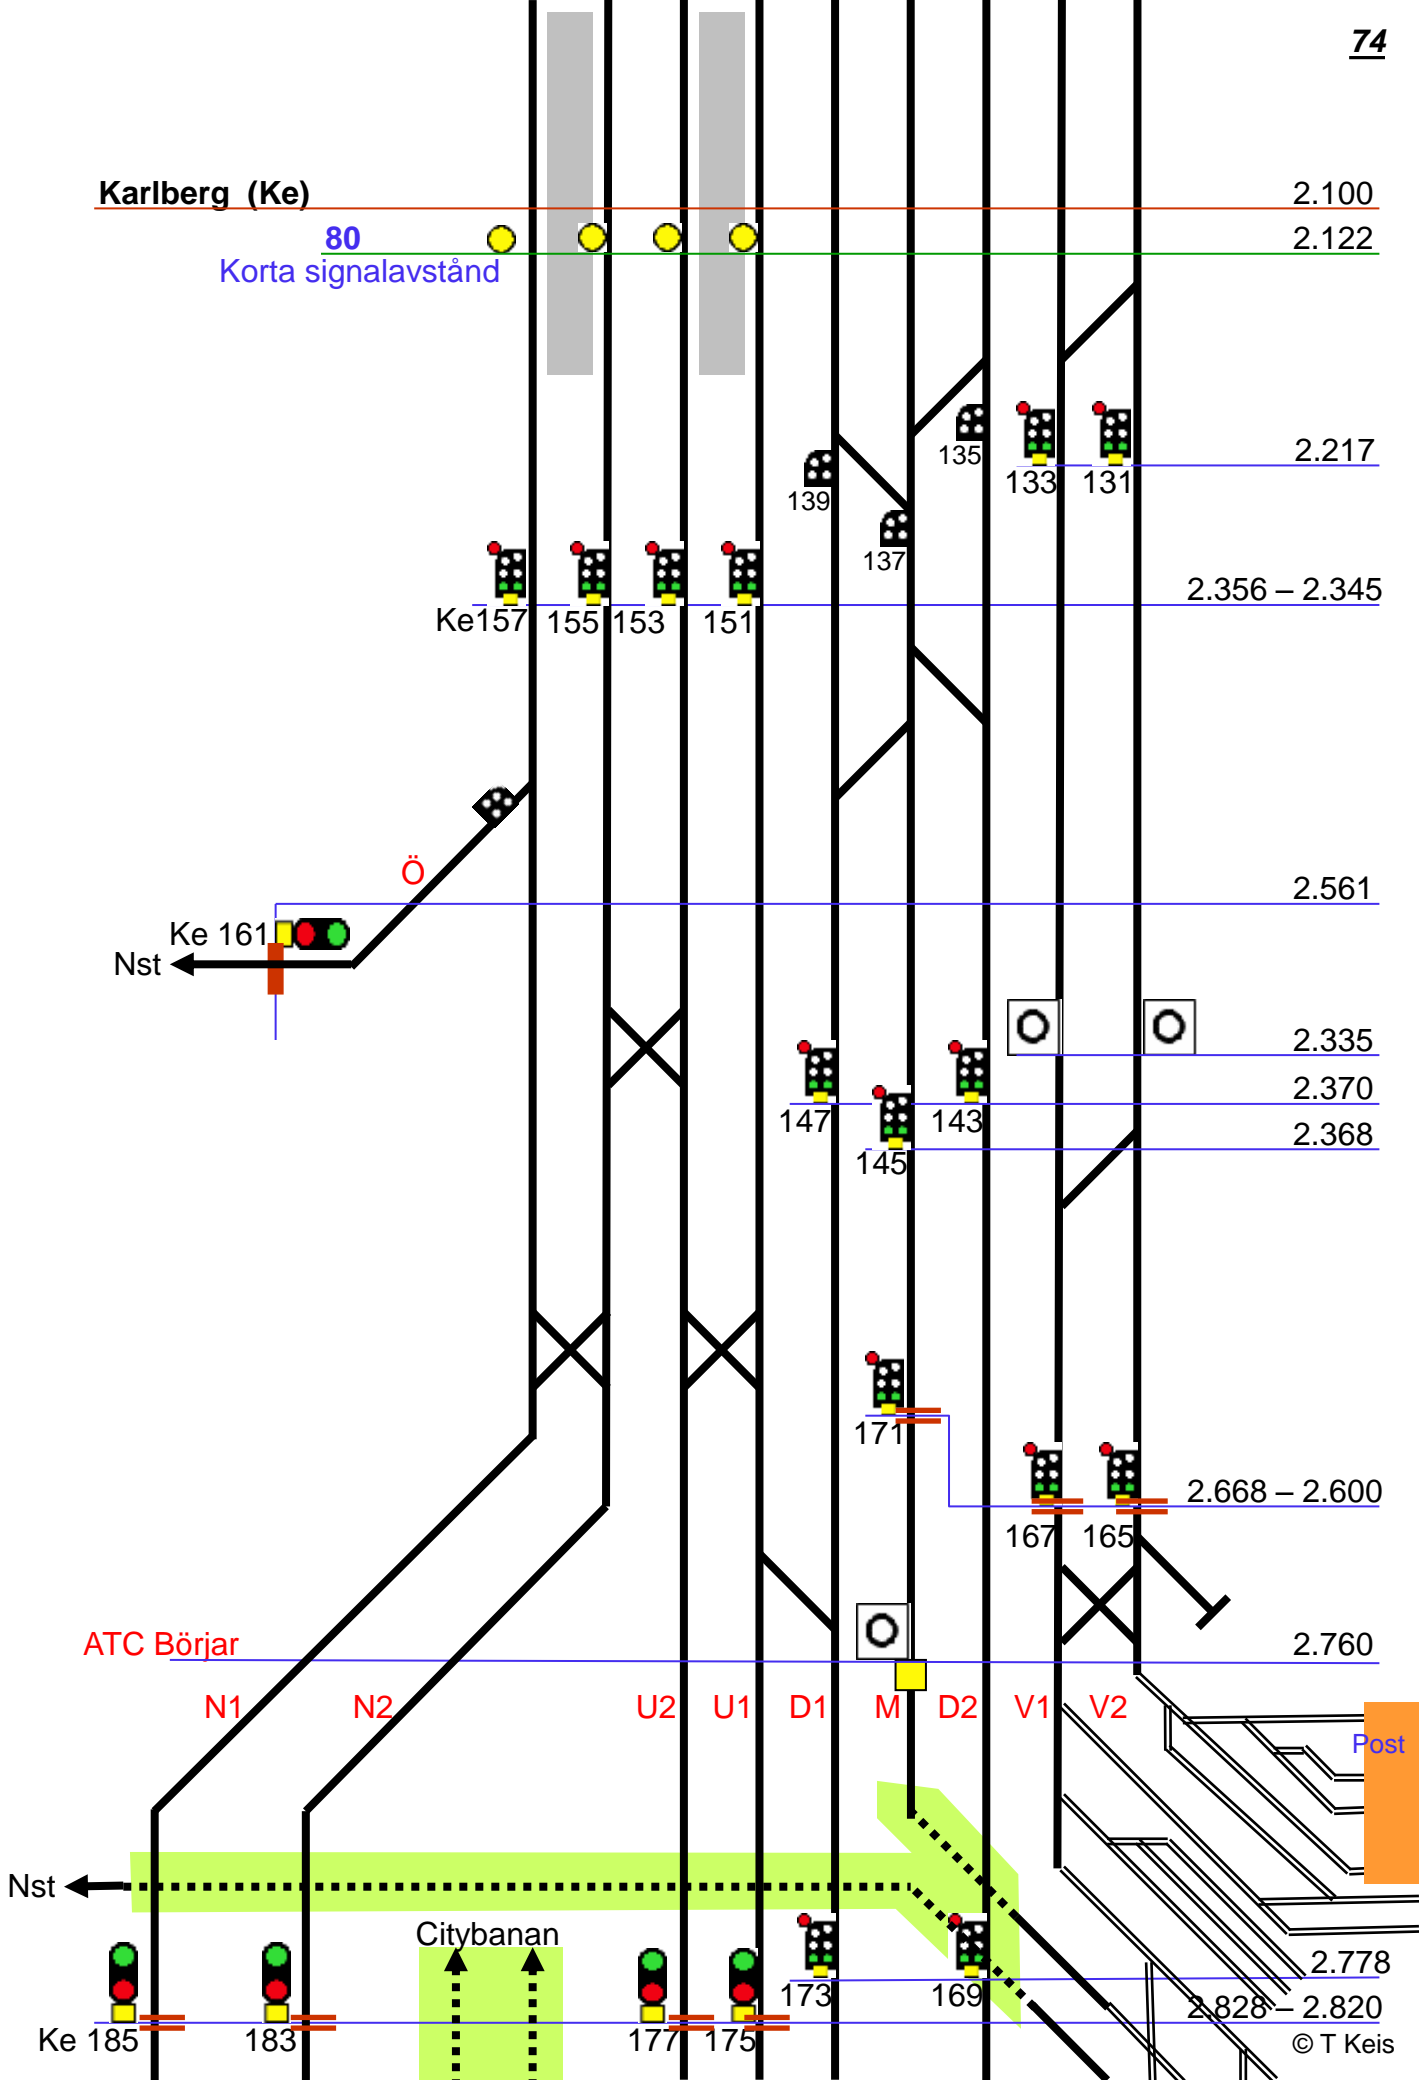 74
Karlberg (Ke) 2.100
80 2.122
Korta signalavstånd
135
2.217
133 131
139
137
2.356 – 2.345
Ke157 155 153 151
Ö
2.561
Ke 161
Nst
2.335
2.370
147 143
2.368
145
171
2.668 – 2.600
167 165
ATC Börjar 2.760
N1 N2 U2 U1 D1 M D2 V1 V2
Post
Nst
Citybanan
2.778
173 169
2.828 – 2.820
Ke 185 183 177 175
© T Keis